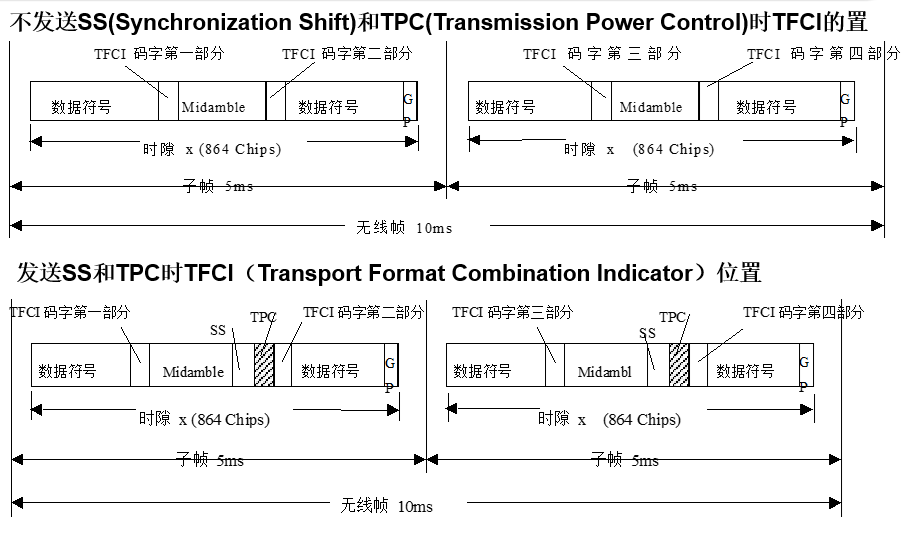 不发送SS(Synchronization Shift)和TPC(Transmission Power Control)时TFCI的置
TFCI 码字第一部分 TFCI 码字第二部分 TFCI 码字第三部分 TFCI 码字第四部分
数据符号 Midamble 数据符号 GP 数据符号 Midamble 数据符号 GP
时隙 x (864 Chips) 时隙 x (864 Chips)
子帧 5ms 子帧 5ms
无线帧 10ms
发送SS和TPC时TFCI（Transport Format Combination Indicator）位置
TFCI 码字第一部分 SS TPC TFCI 码字第二部分 TFCI 码字第三部分 SS TPC TFCI 码字第四部分
数据符号 Midamble 数据符号 GP 数据符号 Midambl 数据符号 GP
时隙 x (864 Chips) 时隙 x (864 Chips)
子帧 5ms 子帧 5ms
无线帧 10ms